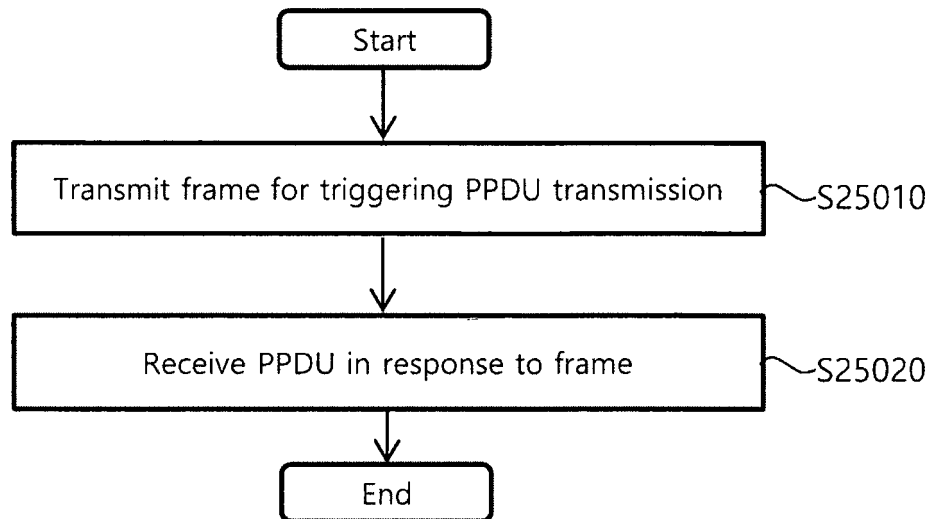 Start
Transmit frame for triggering PPDU transmission
S25010
Receive PPDU in response to frame
S25020
End